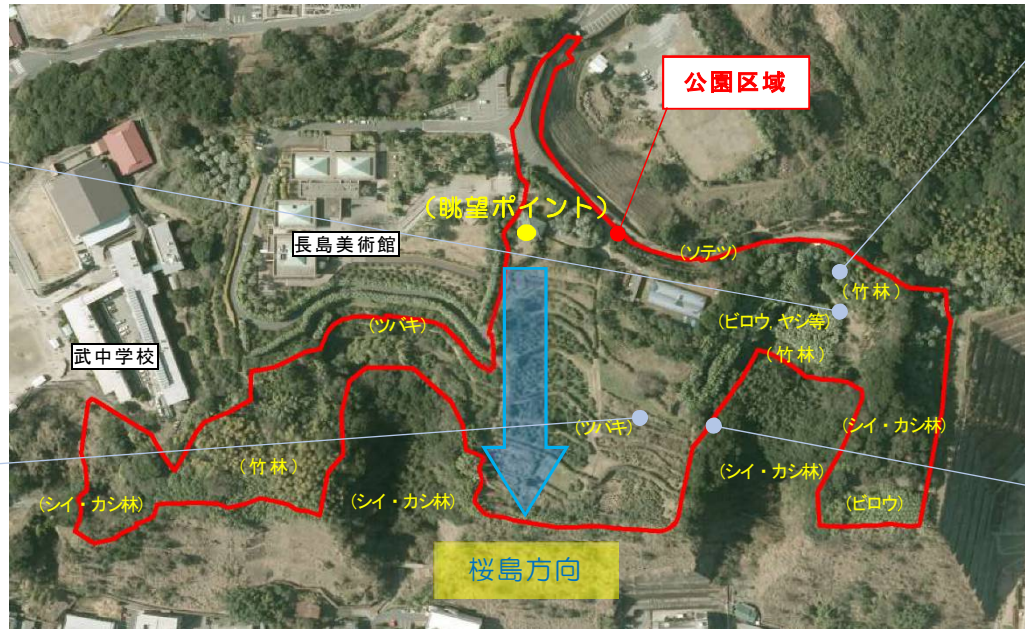 公園区域
（眺望ポイント）
長島美術館
(ソテツ)
(竹林)
(ビロウ,ヤシ等)
(ツバキ)
(竹林)
武中学校
(ツバキ)
(シイ・カシ林)
(竹林)
(シイ・カシ林)
(シイ・カシ林)
(シイ・カシ林)
(ビロウ)
桜島方向